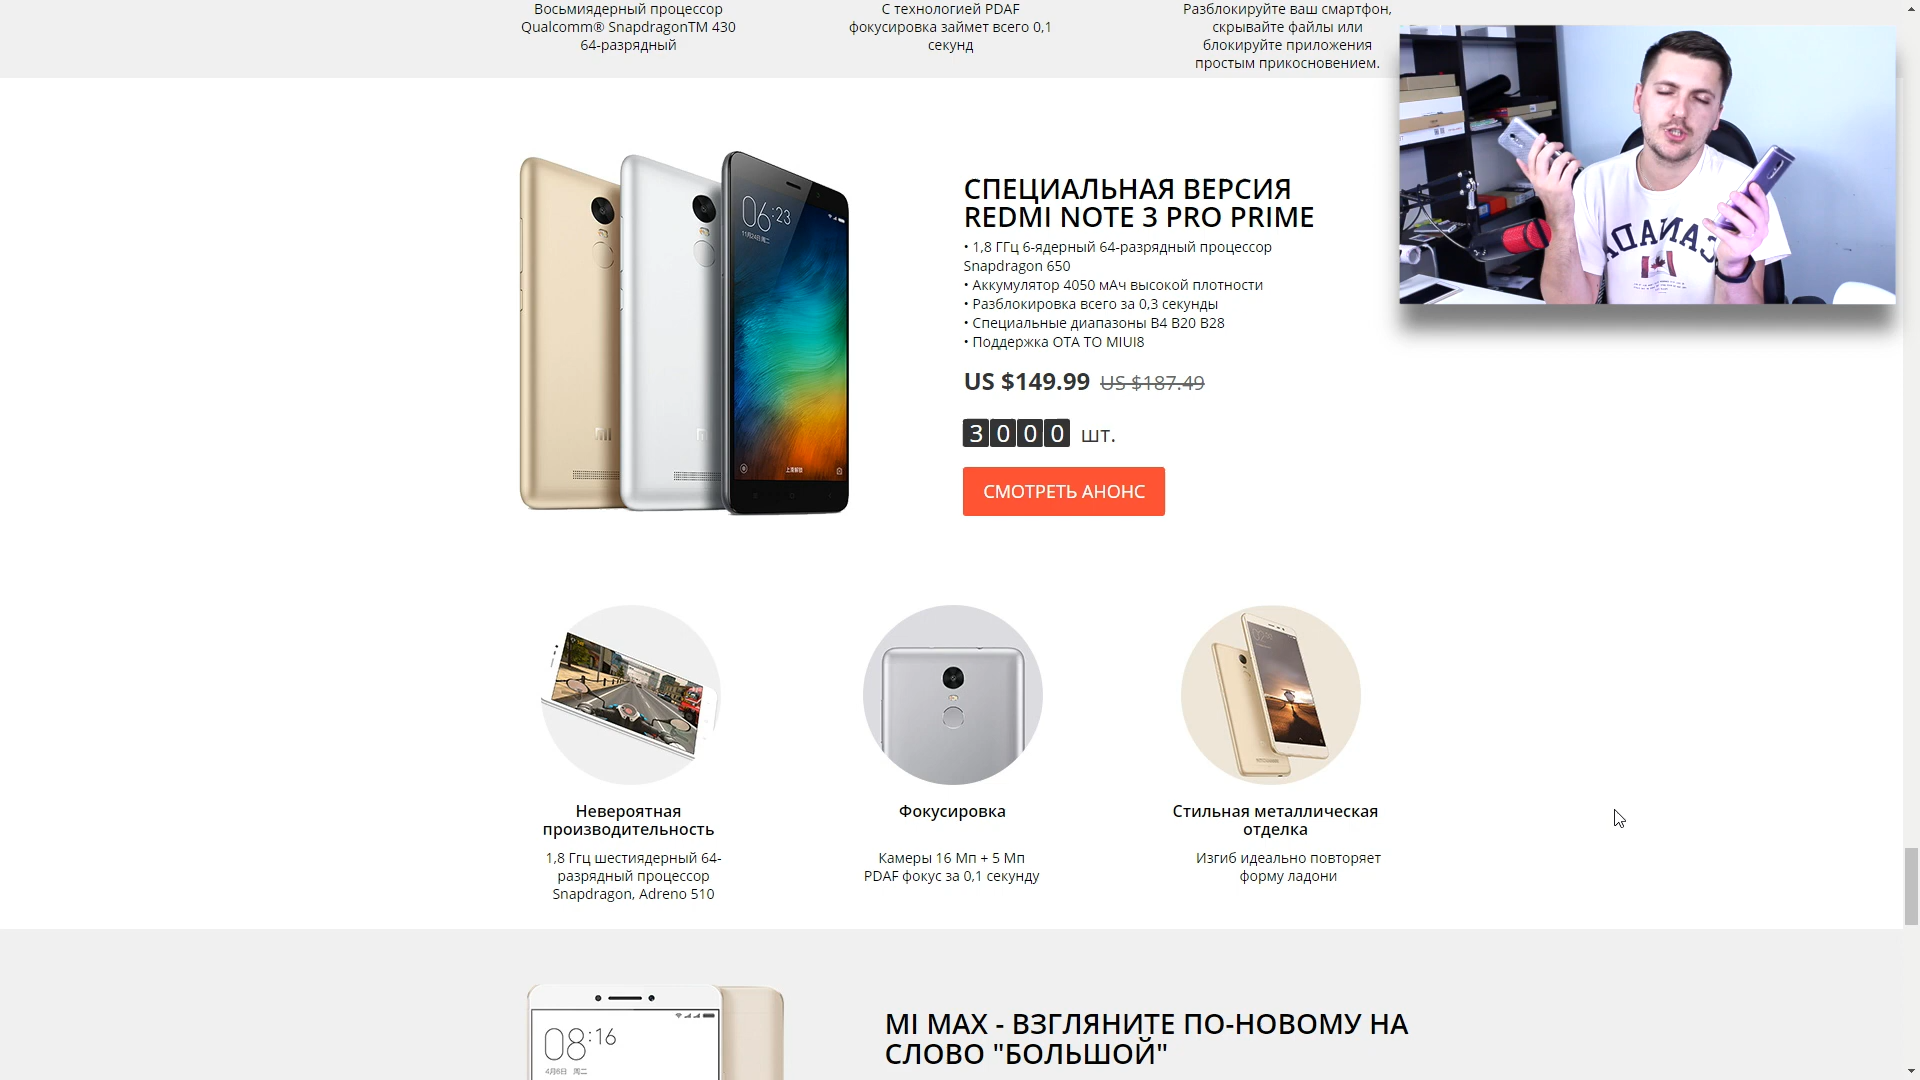 Восьмиядерный процессор
Qualcomm® SnapdragonTM 430
64-разрядный
С технологией PDAF
фокусировка займет всего 0,1
секунд
Разблокируйте ваш смартфон,
скрывайте файлы или
блокируйте приложения
простым прикосновением.
CANADA
06:23
СПЕЦИАЛЬНАЯ ВЕРСИЯ
REDMI NOTE 3 PRO PRIME
• 1,8 ГГц 6-ядерный 64-разрядный процессор
Snapdragon 650
• Аккумулятор 4050 мАч высокой плотности
• Разблокировка всего за 0,3 секунды
• Специальные диапазоны B4 B20 B28
• Поддержка OTA TO MIUI8
US $149.99 US $187.49
3000 шт.
СМОТРЕТЬ АНОНС
Невероятная
производительность
1,8 Ггц шестиядерный 64-
разрядный процессор
Snapdragon, Adreno 510
Фокусировка
Камеры 16 Мп + 5 Мп
PDAF фокус за 0,1 секунду
Стильная металлическая
отделка
Изгиб идеально повторяет
форму ладони
08:16
MI MAX - ВЗГЛЯНИТЕ ПО-НОВОМУ НА
СЛОВО "БОЛЬШОЙ"